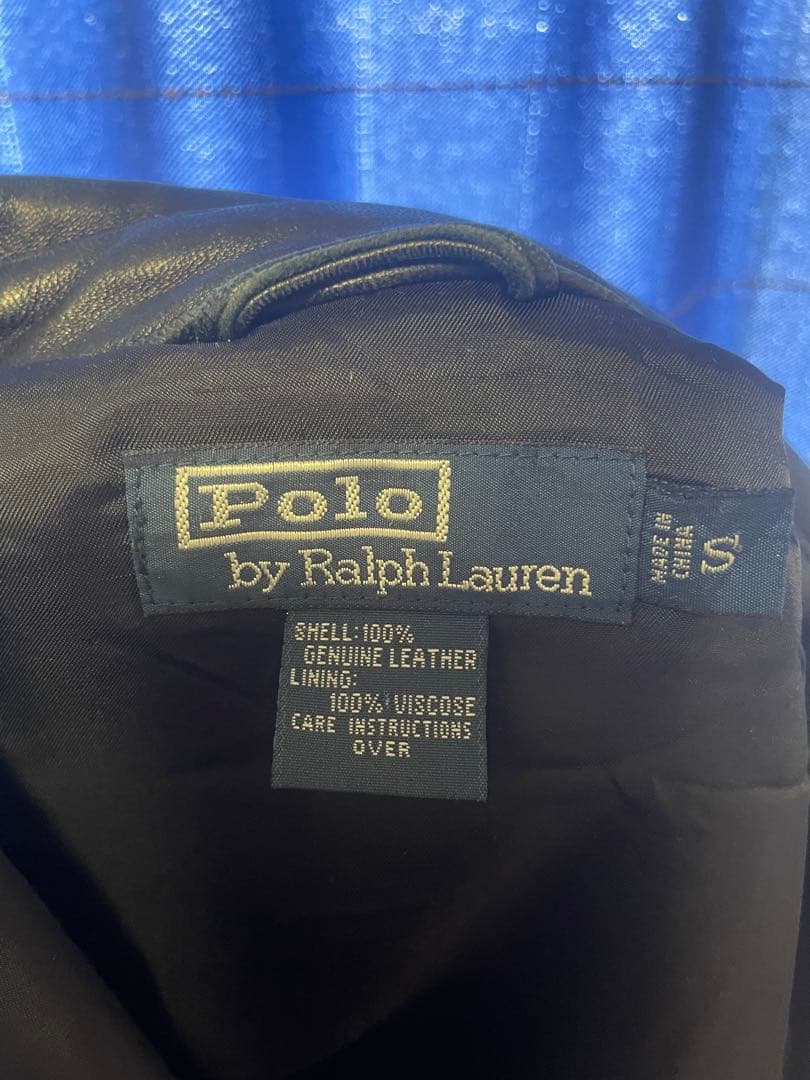 Polo
by Ralph Lauren
MADE IN
CHINA
S
SHELL: 100%
GENUINE LEATHER
LINING:
100% VISCOSE
CARE INSTRUCTIONS
OVER